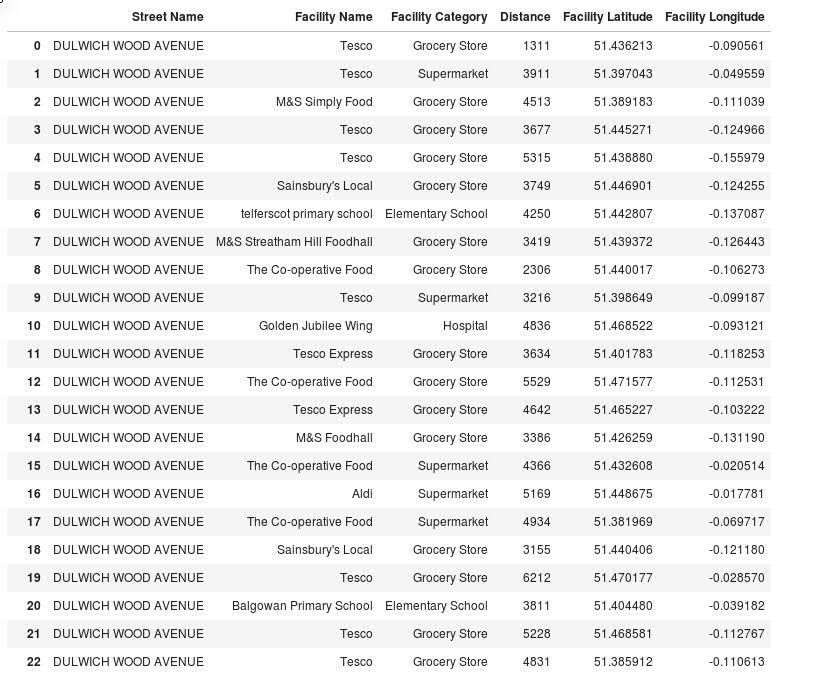 Street Name Facility Name Facility Category Distance Facility Latitude Facility Longitude
0 DULWICH WOOD AVENUE Tesco Grocery Store 1311 51.436213 -0.090561
1 DULWICH WOOD AVENUE Tesco Supermarket 3911 51.397043 -0.049559
2 DULWICH WOOD AVENUE M&S Simply Food Grocery Store 4513 51.389183 -0.111039
3 DULWICH WOOD AVENUE Tesco Grocery Store 3677 51.445271 -0.124966
4 DULWICH WOOD AVENUE Tesco Grocery Store 5315 51.438880 -0.155979
5 DULWICH WOOD AVENUE Sainsbury's Local Grocery Store 3749 51.446901 -0.124255
6 DULWICH WOOD AVENUE telferscot primary school Elementary School 4250 51.442807 -0.137087
7 DULWICH WOOD AVENUE M&S Streatham Hill Foodhall Grocery Store 3419 51.439372 -0.126443
8 DULWICH WOOD AVENUE The Co-operative Food Grocery Store 2306 51.440017 -0.106273
9 DULWICH WOOD AVENUE Tesco Supermarket 3216 51.398649 -0.099187
10 DULWICH WOOD AVENUE Golden Jubilee Wing Hospital 4836 51.468522 -0.093121
11 DULWICH WOOD AVENUE Tesco Express Grocery Store 3634 51.401783 -0.118253
12 DULWICH WOOD AVENUE The Co-operative Food Grocery Store 5529 51.471577 -0.112531
13 DULWICH WOOD AVENUE Tesco Express Grocery Store 4642 51.465227 -0.103222
14 DULWICH WOOD AVENUE M&S Foodhall Grocery Store 3386 51.426259 -0.131190
15 DULWICH WOOD AVENUE The Co-operative Food Supermarket 4366 51.432608 -0.020514
16 DULWICH WOOD AVENUE Aldi Supermarket 5169 51.448675 -0.017781
17 DULWICH WOOD AVENUE The Co-operative Food Supermarket 4934 51.381969 -0.069717
18 DULWICH WOOD AVENUE Sainsbury's Local Grocery Store 3155 51.440406 -0.121180
19 DULWICH WOOD AVENUE Tesco Grocery Store 6212 51.470177 -0.028570
20 DULWICH WOOD AVENUE Balgowan Primary School Elementary School 3811 51.404480 -0.039182
21 DULWICH WOOD AVENUE Tesco Grocery Store 5228 51.468581 -0.112767
22 DULWICH WOOD AVENUE Tesco Grocery Store 4831 51.385912 -0.110613